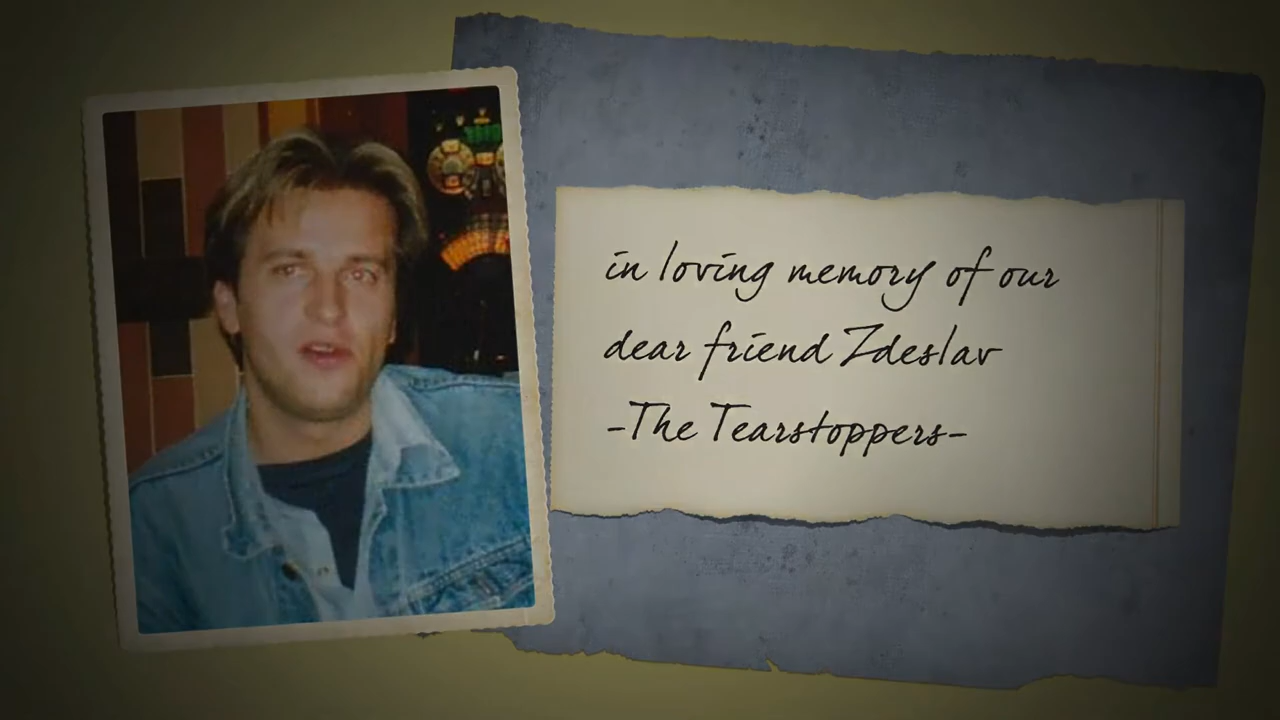 in loving memory of our
dear friend Zdeslav
-The Tearstoppers-